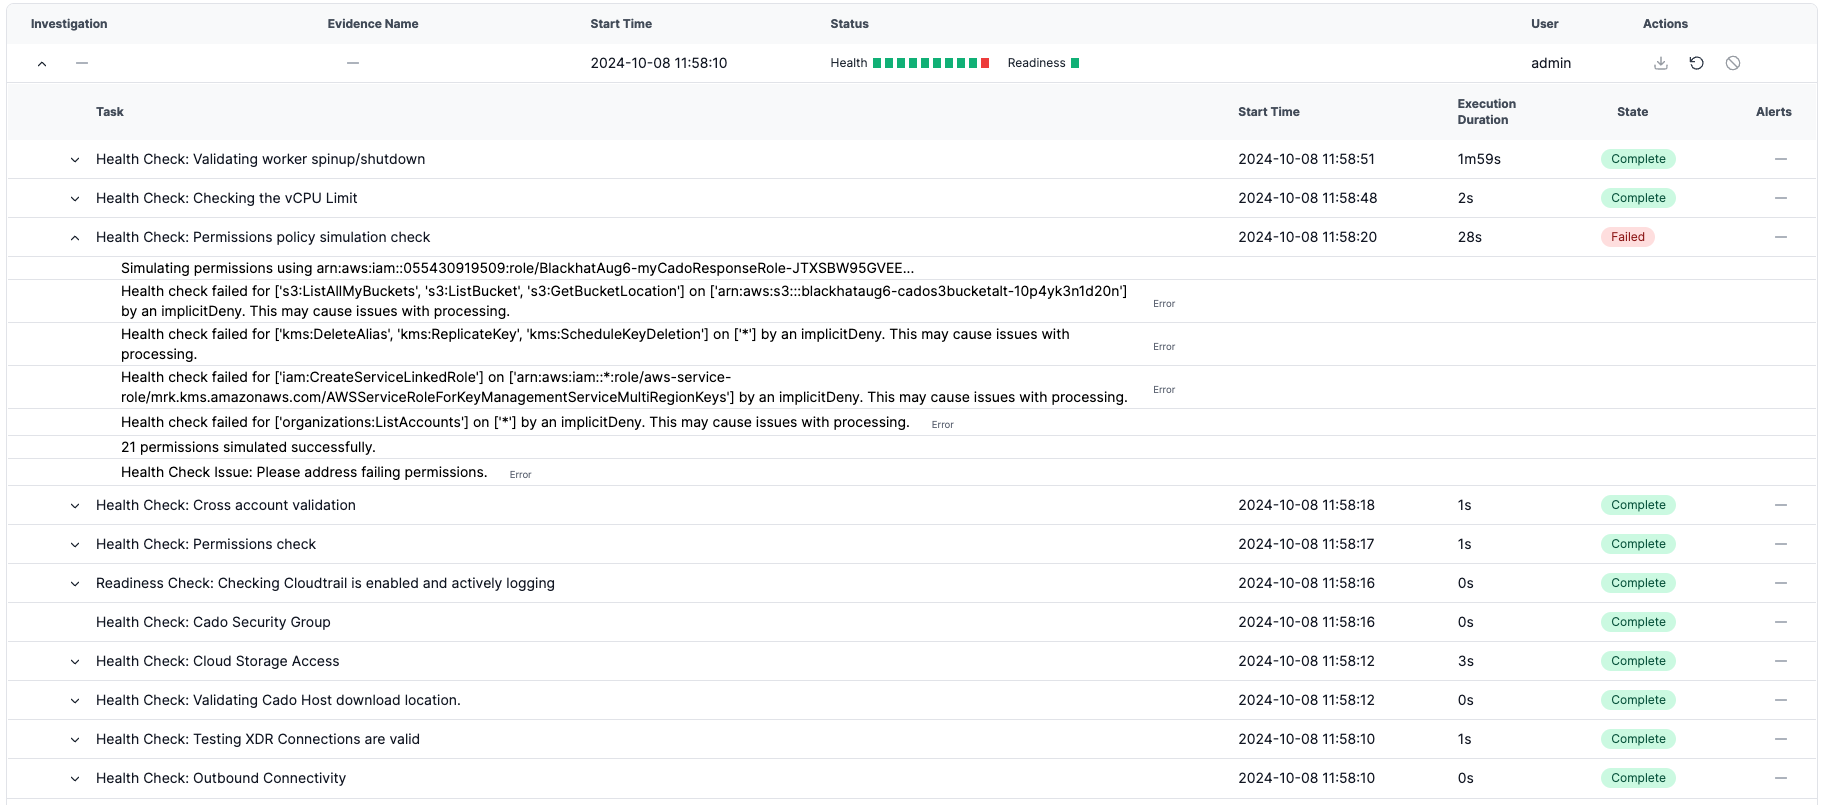 Investigation Evidence Name Start Time Status User Actions
— — 2024-10-08 11:58:10 Health Readiness admin
Task Start Time Execution Duration State Alerts
Health Check: Validating worker spinup/shutdown 2024-10-08 11:58:51 1m59s Complete —
Health Check: Checking the vCPU Limit 2024-10-08 11:58:48 2s Complete —
Health Check: Permissions policy simulation check 2024-10-08 11:58:20 28s Failed —
Simulating permissions using arn:aws:iam::055430919509:role/BlackhatAug6-myCadoResponseRole-JTXSBW95GVEE...
Health check failed for ['s3:ListAllMyBuckets', 's3:ListBucket', 's3:GetBucketLocation'] on ['arn:aws:s3:::blackhataug6-cados3bucketalt-10p4yk3n1d20n']
by an implicitDeny. This may cause issues with processing. Error
Health check failed for ['kms:DeleteAlias', 'kms:ReplicateKey', 'kms:ScheduleKeyDeletion'] on ['*'] by an implicitDeny. This may cause issues with
processing. Error
Health check failed for ['iam:CreateServiceLinkedRole'] on ['arn:aws:iam::*:role/aws-service-
role/mrk.kms.amazonaws.com/AWSServiceRoleForKeyManagementServiceMultiRegionKeys'] by an implicitDeny. This may cause issues with processing. Error
Health check failed for ['organizations:ListAccounts'] on ['*'] by an implicitDeny. This may cause issues with processing. Error
21 permissions simulated successfully.
Health Check Issue: Please address failing permissions. Error
Health Check: Cross account validation 2024-10-08 11:58:18 1s Complete —
Health Check: Permissions check 2024-10-08 11:58:17 1s Complete —
Readiness Check: Checking Cloudtrail is enabled and actively logging 2024-10-08 11:58:16 0s Complete —
Health Check: Cado Security Group 2024-10-08 11:58:16 0s Complete —
Health Check: Cloud Storage Access 2024-10-08 11:58:12 3s Complete —
Health Check: Validating Cado Host download location. 2024-10-08 11:58:12 0s Complete —
Health Check: Testing XDR Connections are valid 2024-10-08 11:58:10 1s Complete —
Health Check: Outbound Connectivity 2024-10-08 11:58:10 0s Complete —